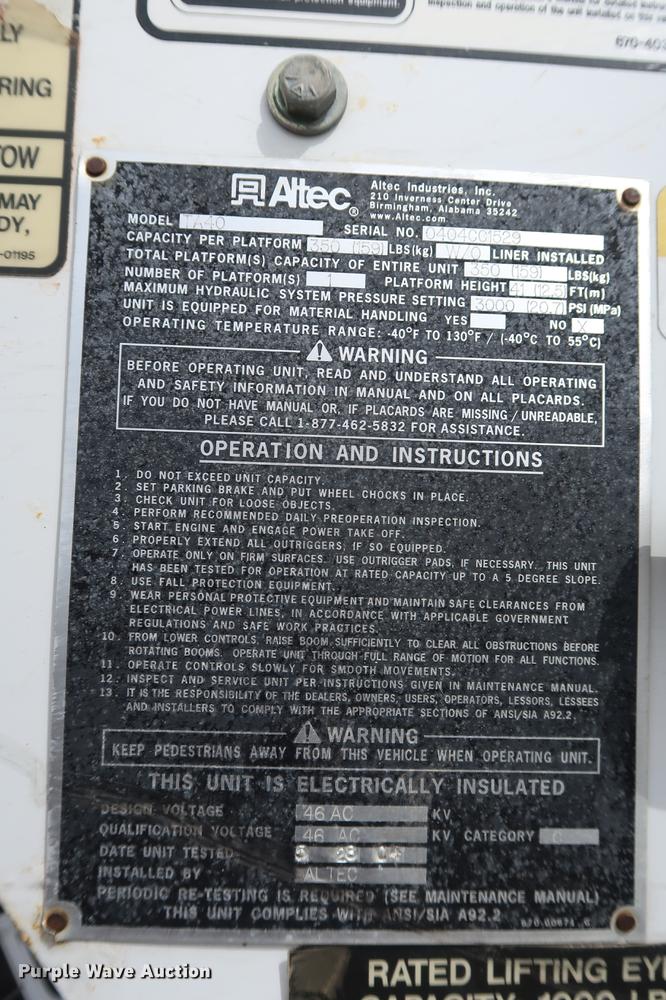 LY
RING
TOW
MAY
DY,
-01195
protection equipment.
inspection and operation of the unit installed on this
670-40
Altec®
Altec Industries, Inc.
210 Inverness Center Drive
Birmingham, Alabama 35242
www.Altec.com
MODEL TA40 SERIAL NO. 0404CC1529
CAPACITY PER PLATFORM 350 (159) LBS(kg) W/O LINER INSTALLED
TOTAL PLATFORM(S) CAPACITY OF ENTIRE UNIT 350 (159) LBS(kg)
NUMBER OF PLATFORM(S) 1 PLATFORM HEIGHT 41 (12.5) FT(m)
MAXIMUM HYDRAULIC SYSTEM PRESSURE SETTING 3000 (20.7) PSI (MPa)
UNIT IS EQUIPPED FOR MATERIAL HANDLING YES NO X
OPERATING TEMPERATURE RANGE: -40°F TO 130°F / (-40°C TO 55°C)
WARNING
BEFORE OPERATING UNIT, READ AND UNDERSTAND ALL OPERATING
AND SAFETY INFORMATION IN MANUAL AND ON ALL PLACARDS.
IF YOU DO NOT HAVE MANUAL OR, IF PLACARDS ARE MISSING / UNREADABLE,
PLEASE CALL 1-877-462-5832 FOR ASSISTANCE.
OPERATION AND INSTRUCTIONS
1. DO NOT EXCEED UNIT CAPACITY.
2. SET PARKING BRAKE AND PUT WHEEL CHOCKS IN PLACE.
3. CHECK UNIT FOR LOOSE OBJECTS.
4. PERFORM RECOMMENDED DAILY PREOPERATION INSPECTION.
5. START ENGINE AND ENGAGE POWER TAKE OFF.
6. PROPERLY EXTEND ALL OUTRIGGERS, IF SO EQUIPPED.
7. OPERATE ONLY ON FIRM SURFACES. USE OUTRIGGER PADS, IF NECESSARY. THIS UNIT
HAS BEEN TESTED FOR OPERATION AT RATED CAPACITY UP TO A 5 DEGREE SLOPE.
8. USE FALL PROTECTION EQUIPMENT.
9. WEAR PERSONAL PROTECTIVE EQUIPMENT AND MAINTAIN SAFE CLEARANCES FROM
ELECTRICAL POWER LINES, IN ACCORDANCE WITH APPLICABLE GOVERNMENT
REGULATIONS AND SAFE WORK PRACTICES.
10. FROM LOWER CONTROLS, RAISE BOOM SUFFICIENTLY TO CLEAR ALL OBSTRUCTIONS BEFORE
ROTATING BOOMS. OPERATE UNIT THROUGH FULL RANGE OF MOTION FOR ALL FUNCTIONS.
11. OPERATE CONTROLS SLOWLY FOR SMOOTH MOVEMENTS.
12. INSPECT AND SERVICE UNIT PER INSTRUCTIONS GIVEN IN MAINTENANCE MANUAL.
13. IT IS THE RESPONSIBILITY OF THE DEALERS, OWNERS, USERS, OPERATORS, LESSORS, LESSEES
AND INSTALLERS TO COMPLY WITH THE APPROPRIATE SECTIONS OF ANSI/SIA A92.2
WARNING
KEEP PEDESTRIANS AWAY FROM THIS VEHICLE WHEN OPERATING UNIT.
THIS UNIT IS ELECTRICALLY INSULATED
DESIGN VOLTAGE 46 AC KV
QUALIFICATION VOLTAGE 46 AC KV CATEGORY C
DATE UNIT TESTED 5 28 04
INSTALLED BY ALTEC
PERIODIC RE-TESTING IS REQUIRED (SEE MAINTENANCE MANUAL)
THIS UNIT COMPLIES WITH ANSI/SIA A92.2
Purple Wave Auction
RATED LIFTING EY